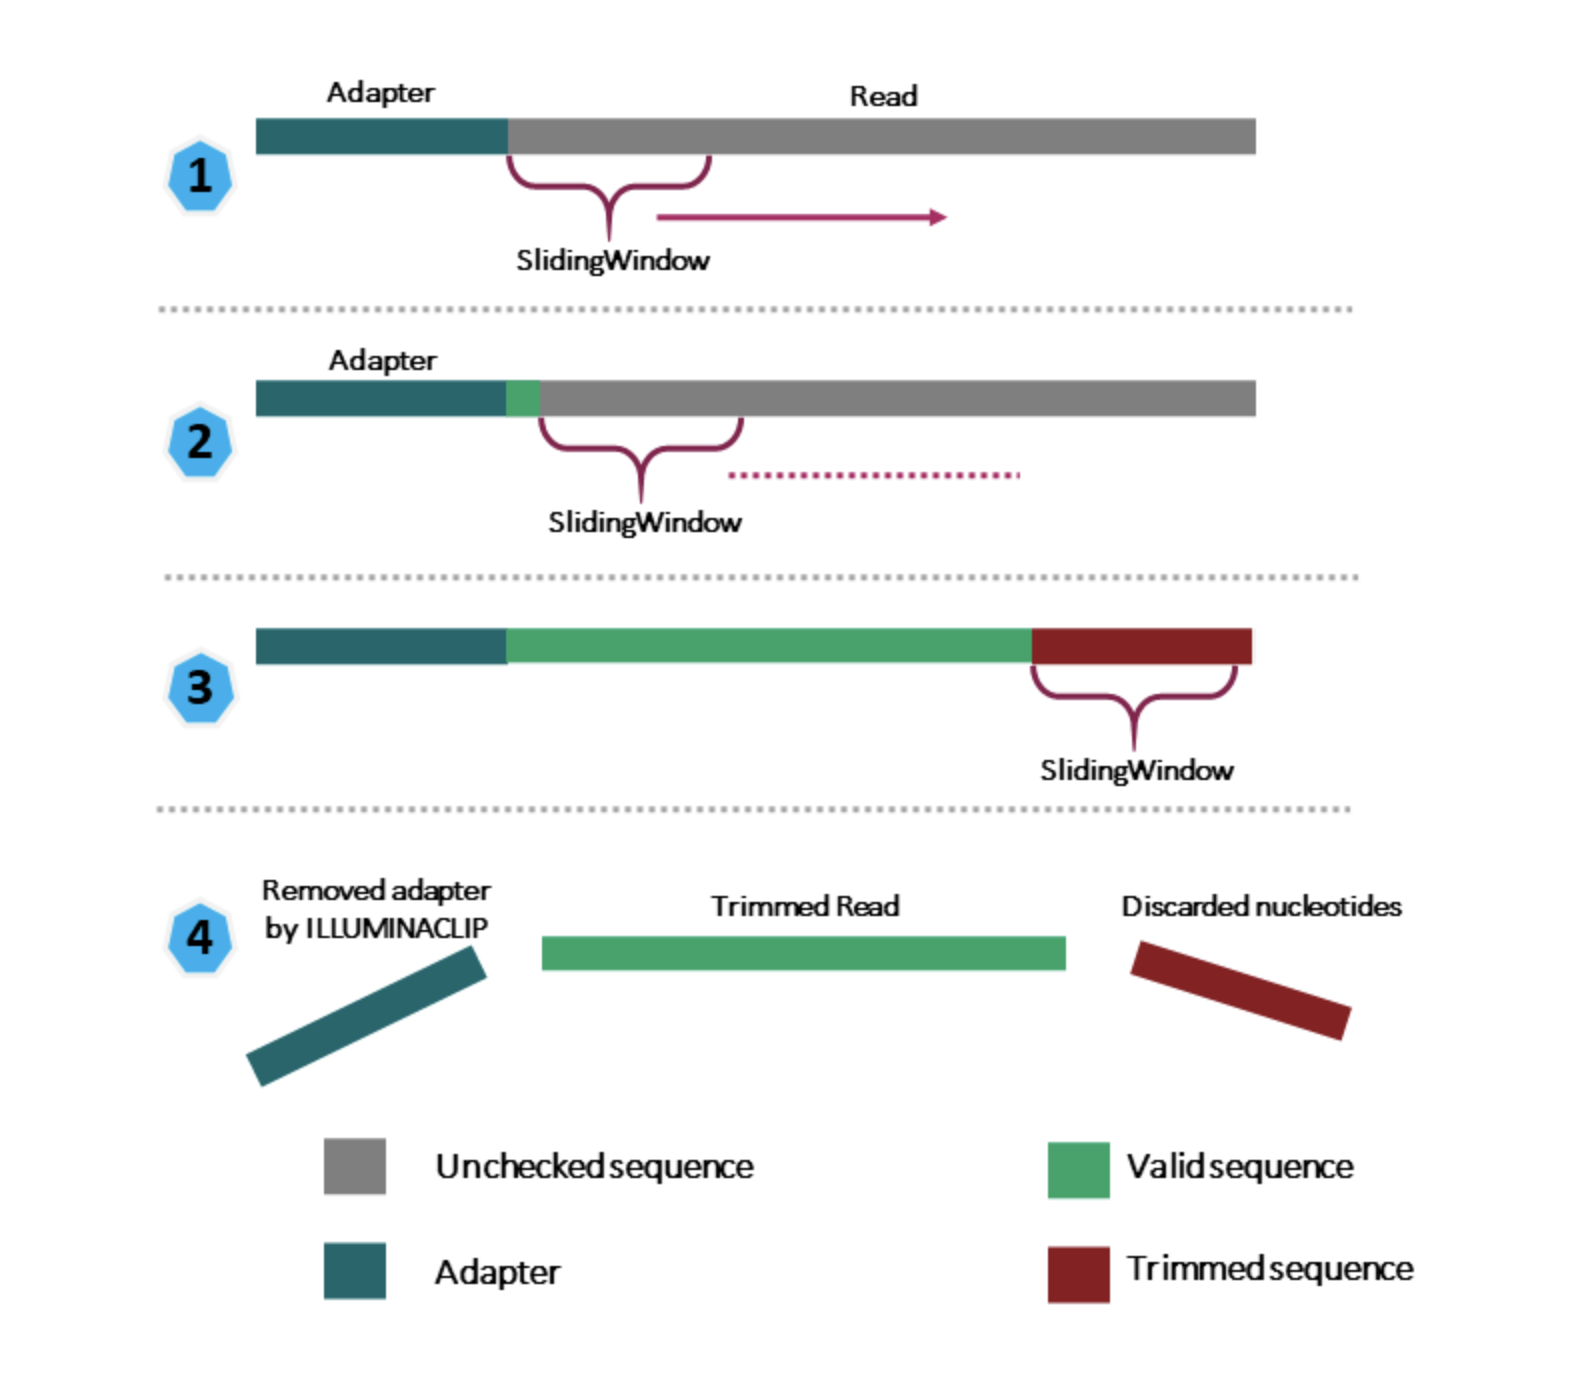 Adapter
Read
1
SlidingWindow
Adapter
2
SlidingWindow
3
SlidingWindow
4
Removed adapter
by ILLUMINACLIP
Trimmed Read
Discarded nucleotides
Unchecked sequence
Valid sequence
Adapter
Trimmed sequence